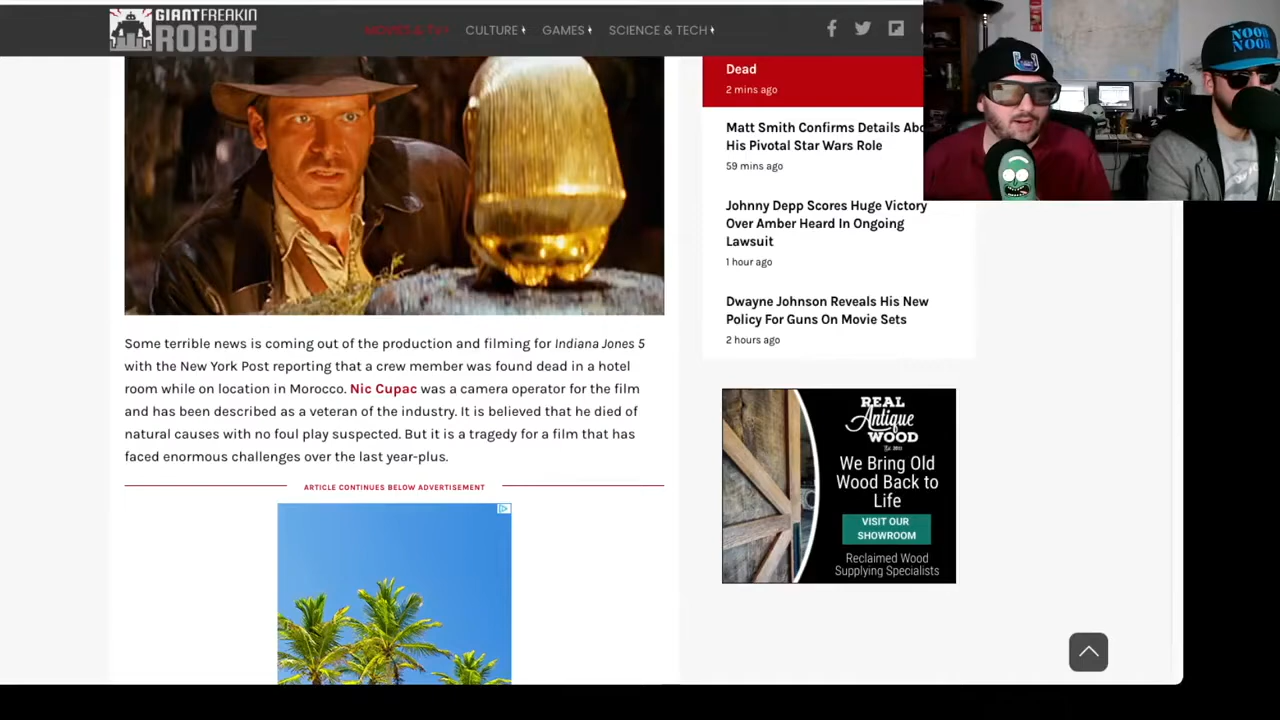 GIANT FREAKIN
ROBOT
MOVIES & TV
CULTURE
GAMES
SCIENCE & TECH
NOOB
NOOB
Dead
2 mins ago
Matt Smith Confirms Details Abo
His Pivotal Star Wars Role
59 mins ago
Johnny Depp Scores Huge Victory
Over Amber Heard In Ongoing
Lawsuit
1 hour ago
Dwayne Johnson Reveals His New
Policy For Guns On Movie Sets
2 hours ago
Some terrible news is coming out of the production and filming for Indiana Jones 5
with the New York Post reporting that a crew member was found dead in a hotel
room while on location in Morocco. Nic Cupac was a camera operator for the film
and has been described as a veteran of the industry. It is believed that he died of
natural causes with no foul play suspected. But it is a tragedy for a film that has
faced enormous challenges over the last year-plus.
ARTICLE CONTINUES BELOW ADVERTISEMENT
REAL
Antique
WOOD
We Bring Old
Wood Back to
Life
VISIT OUR
SHOWROOM
Reclaimed Wood
Supplying Specialists